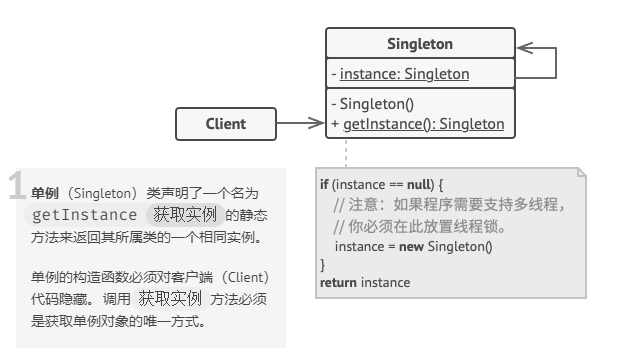 Singleton
- instance: Singleton
- Singleton()
+ getInstance(): Singleton
Client
1
单例（Singleton）类声明了一个名为
getInstance 获取实例 的静态
方法来返回其所属类的一个相同实例。
单例的构造函数必须对客户端（Client）
代码隐藏。 调用 获取实例 方法必须
是获取单例对象的唯一方式。
if (instance == null) {
// 注意：如果程序需要支持多线程，
// 你必须在此放置线程锁。
instance = new Singleton()
}
return instance